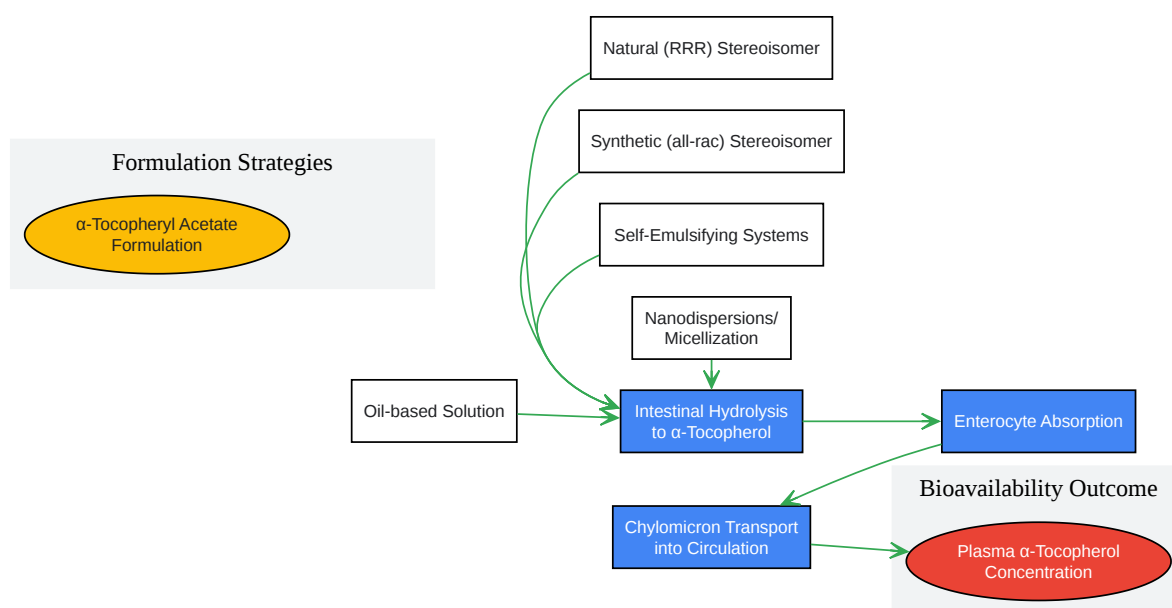 Natural (RRR) Stereoisomer
Synthetic (all-rac) Stereoisomer
Formulation Strategies
α-Tocopheryl Acetate
Formulation
Self-Emulsifying Systems
Nanodispersions/
Micellization
Oil-based Solution
Intestinal Hydrolysis
to α-Tocopherol
Enterocyte Absorption
Bioavailability Outcome
Chylomicron Transport
into Circulation
Plasma α-Tocopherol
Concentration